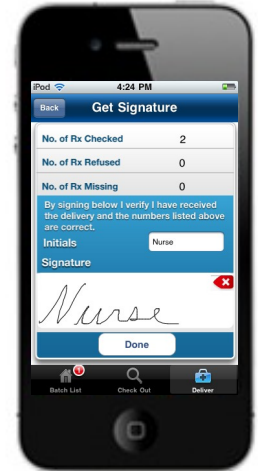 iPod 4:24 PM
Back Get Signature
No. of Rx Checked 2
No. of Rx Refused 0
No. of Rx Missing 0
By signing below I verify I have received
the delivery and the numbers listed above
are correct.
Initials Nurse
Signature
Nurse
Done
Batch List Check Out Deliver